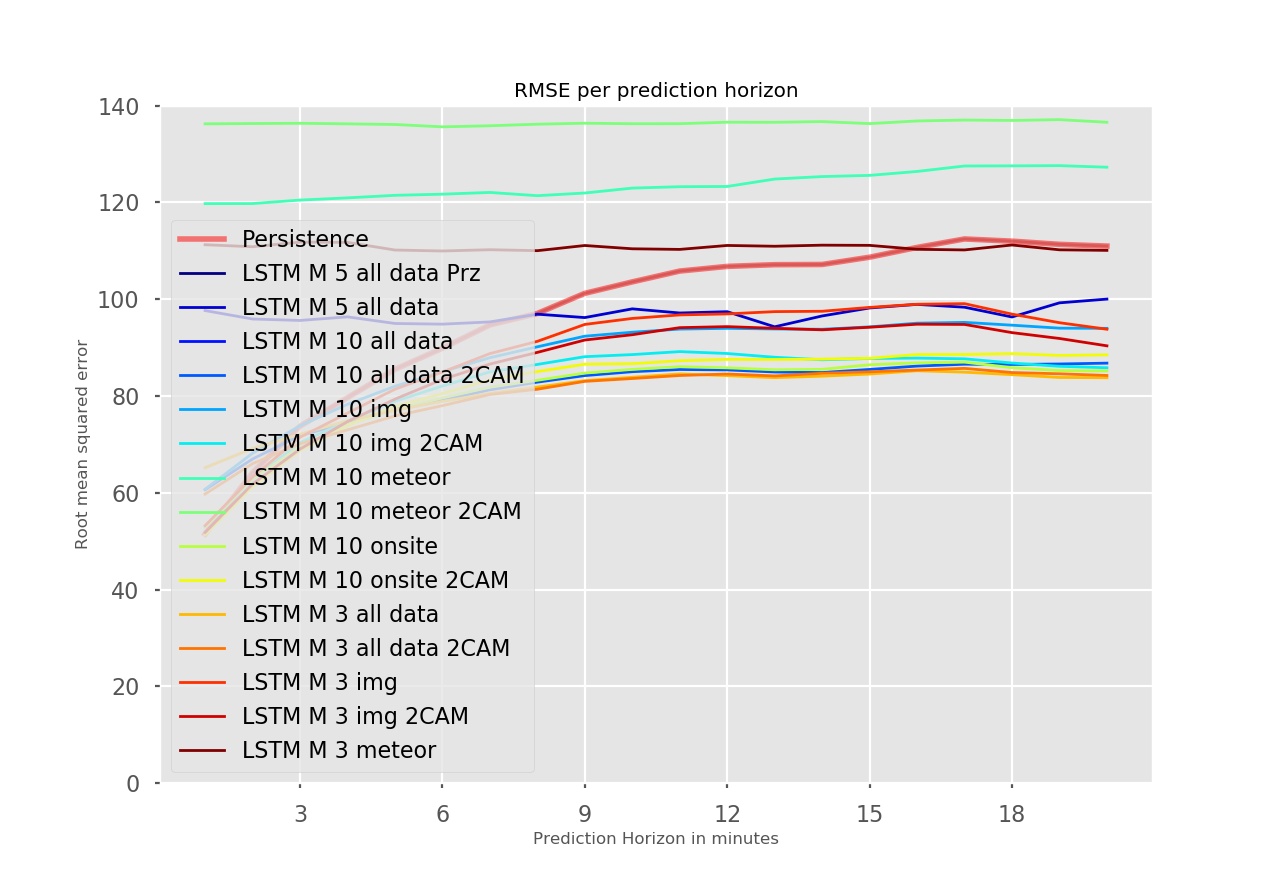 RMSE per prediction horizon
140
120
100
80
60
40
20
0
Root mean squared error
Persistence
LSTM M 5 all data Prz
LSTM M 5 all data
LSTM M 10 all data
LSTM M 10 all data 2CAM
LSTM M 10 img
LSTM M 10 img 2CAM
LSTM M 10 meteor
LSTM M 10 meteor 2CAM
LSTM M 10 onsite
LSTM M 10 onsite 2CAM
LSTM M 3 all data
LSTM M 3 all data 2CAM
LSTM M 3 img
LSTM M 3 img 2CAM
LSTM M 3 meteor
3 6 9 12 15 18
Prediction Horizon in minutes